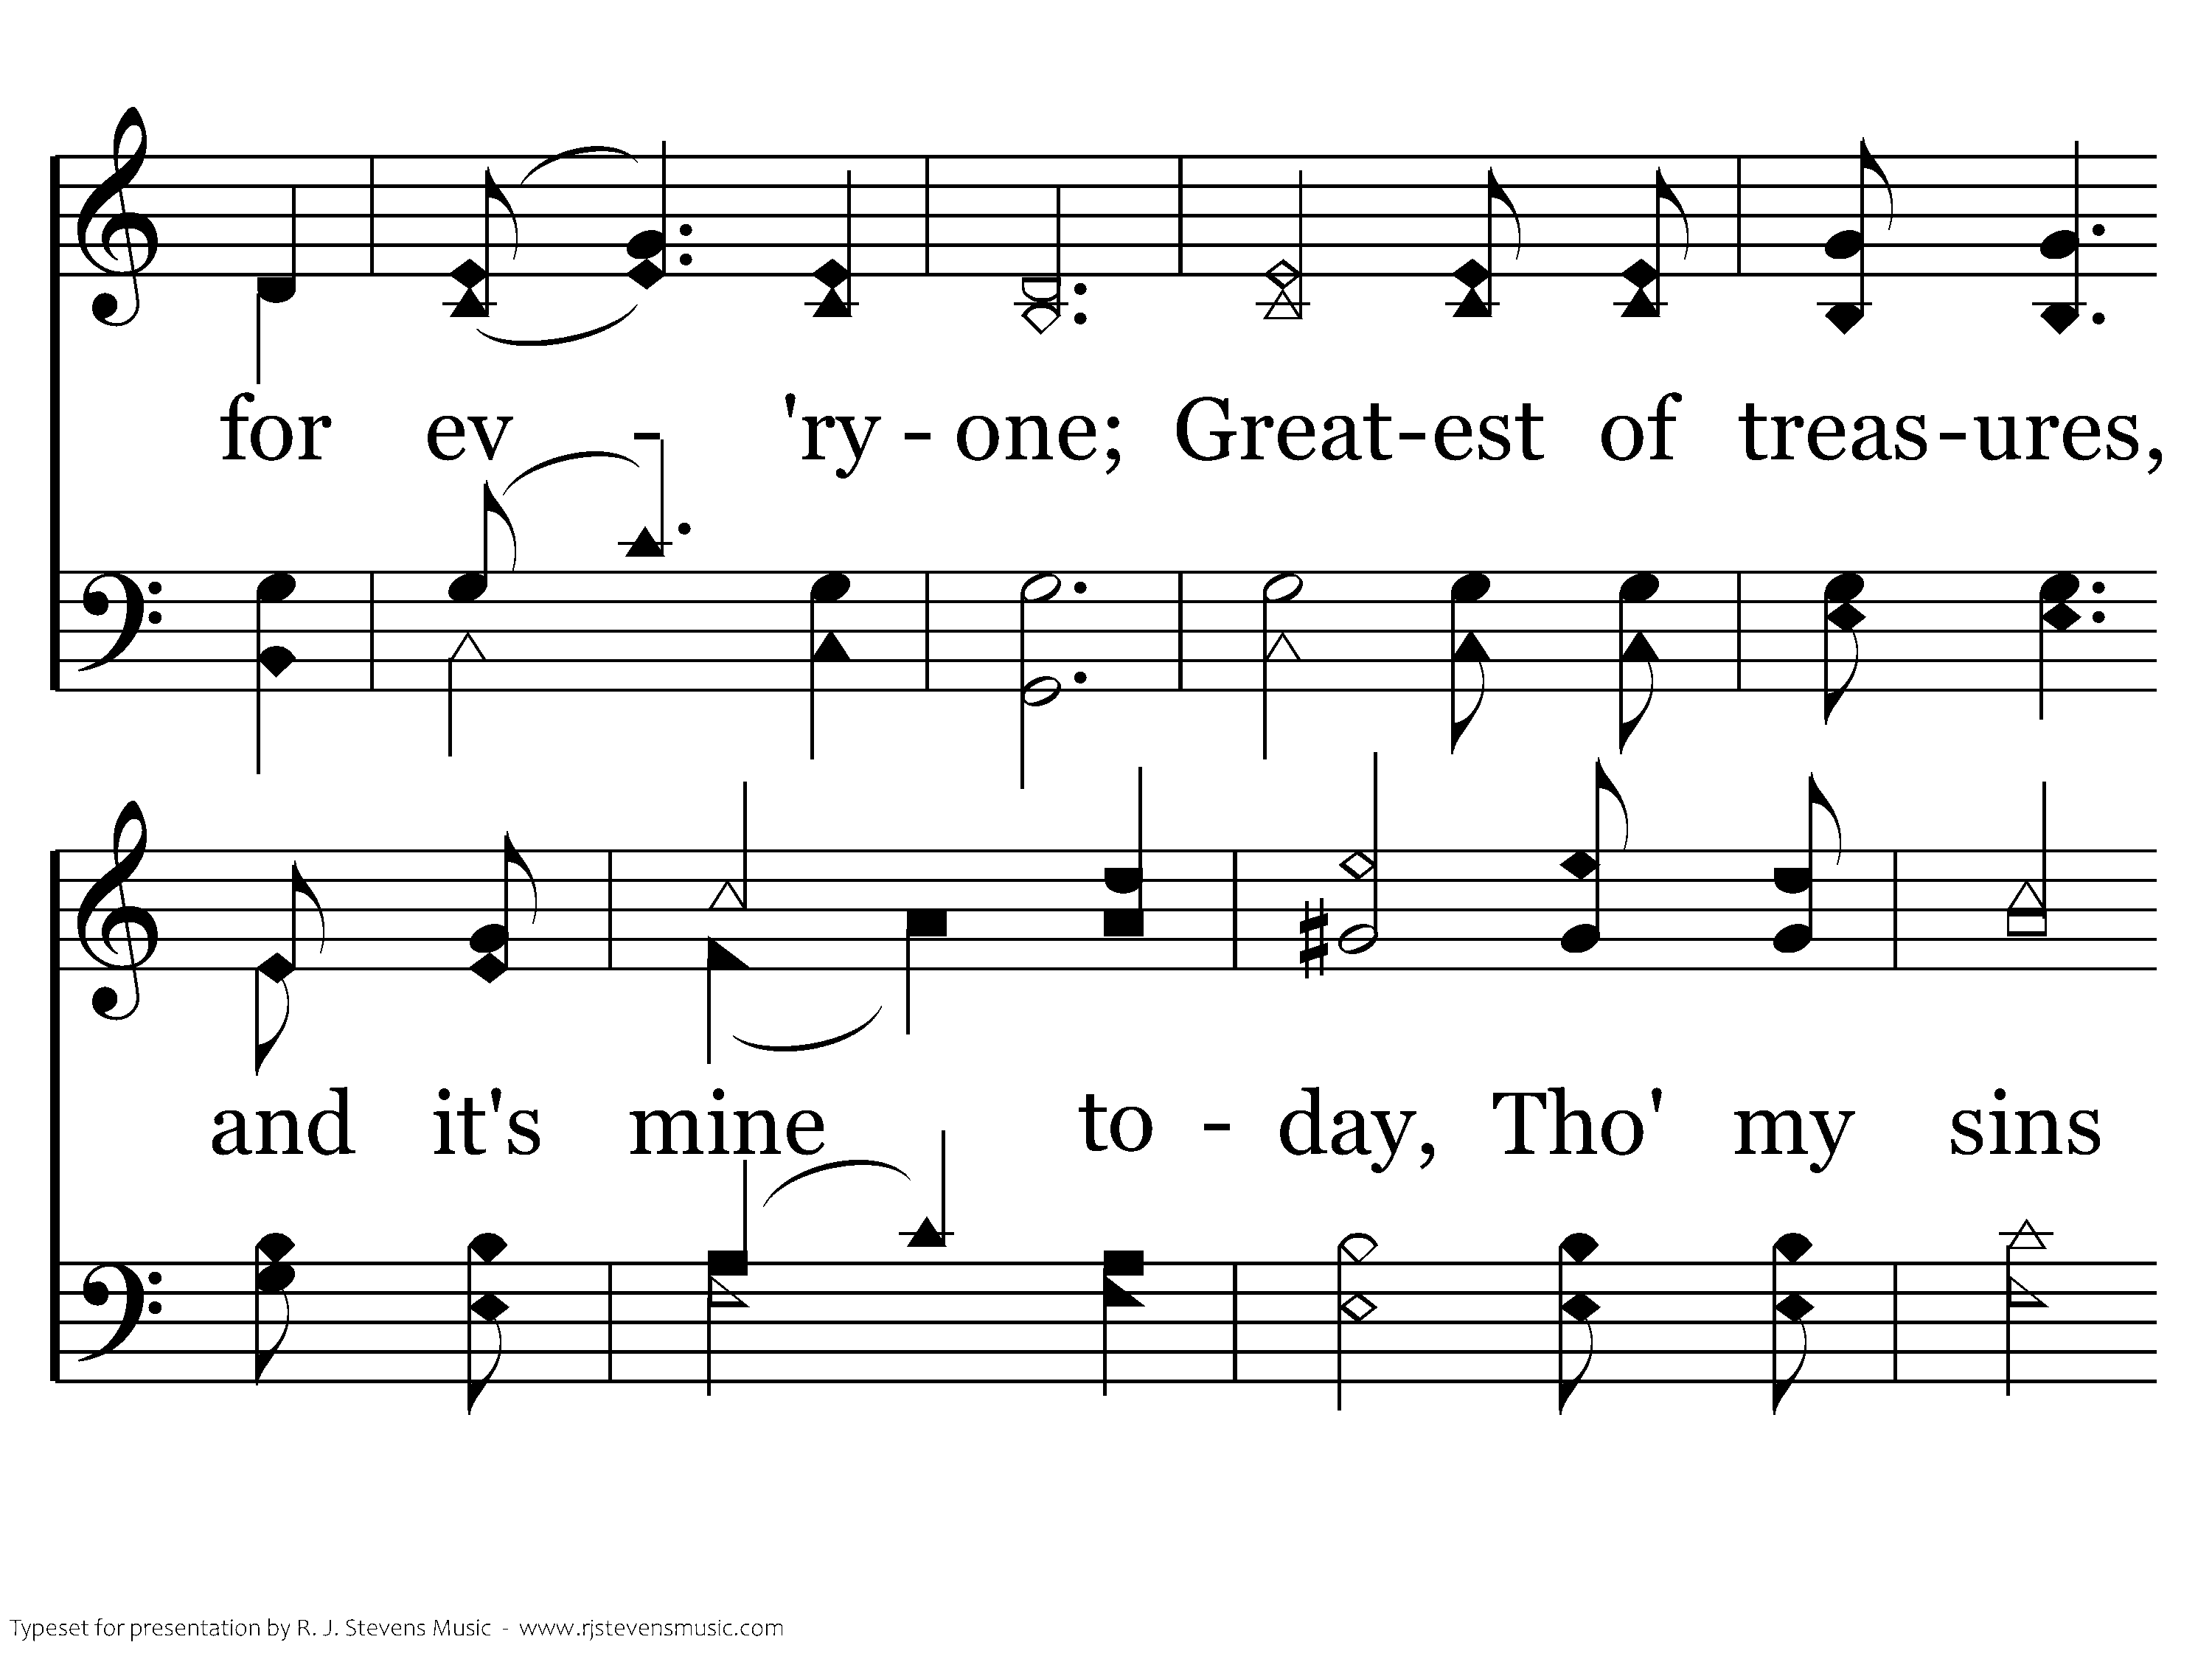 for ev - 'ry - one; Great-est of treas-ures,
and it's mine to - day, Tho' my sins
Typeset for presentation by R. J. Stevens Music - www.rjstevensmusic.com